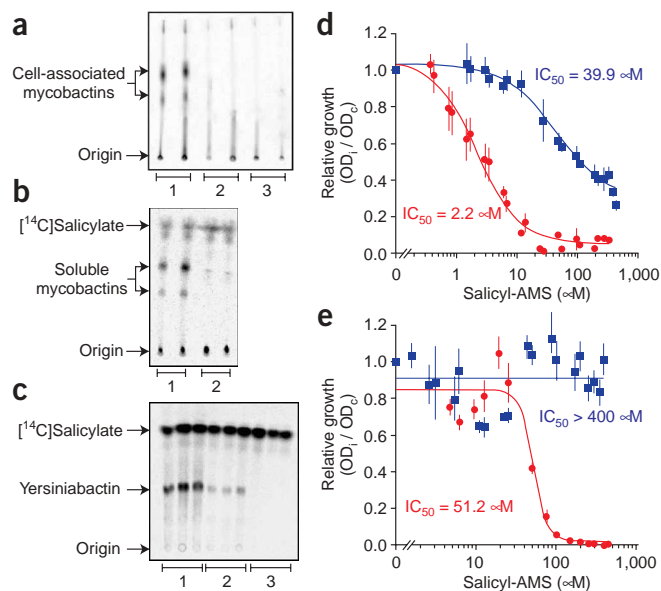 a
Cell-associated
mycobactins
Origin
1 2 3
b
[14C]Salicylate
Soluble
mycobactins
Origin
1 2
c
[14C]Salicylate
Yersiniabactin
Origin
1 2 3
d
Relative growth
(ODi / ODc)
1.2
1.0
0.8
0.6
0.4
0.2
0.0
IC50 = 39.9 ∝M
IC50 = 2.2 ∝M
0 1 10 100 1,000
Salicyl-AMS (∝M)
e
Relative growth
(ODi / ODc)
1.2
1.0
0.8
0.6
0.4
0.2
0.0
IC50 > 400 ∝M
IC50 = 51.2 ∝M
0 10 100 1,000
Salicyl-AMS (∝M)